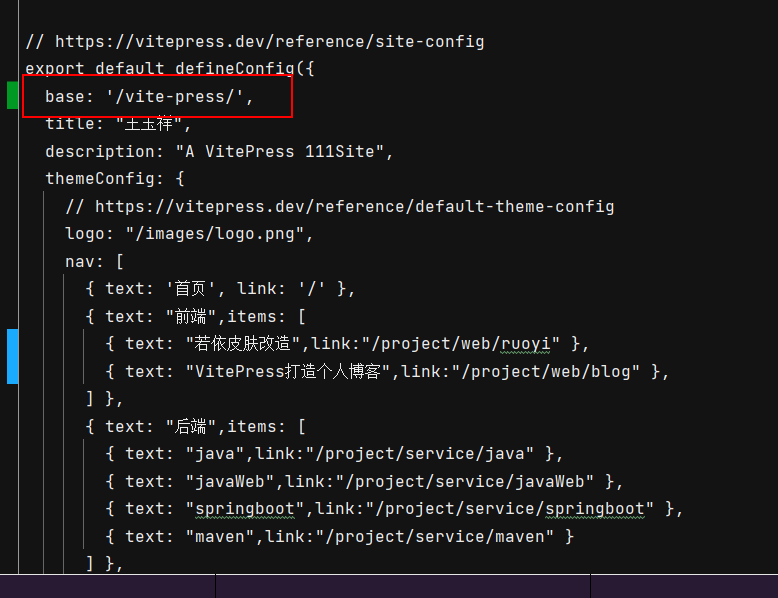 // https://vitepress.dev/reference/site-config
export default defineConfig({
base: '/vite-press/',
title: "王玉祥",
description: "A VitePress 111Site",
themeConfig: {
// https://vitepress.dev/reference/default-theme-config
logo: "/images/logo.png",
nav: [
{ text: '首页', link: '/' },
{ text: "前端",items: [
{ text: "若依皮肤改造",link:"/project/web/ruoyi" },
{ text: "VitePress打造个人博客",link:"/project/web/blog" },
] },
{ text: "后端",items: [
{ text: "java",link:"/project/service/java" },
{ text: "javaWeb",link:"/project/service/javaWeb" },
{ text: "springboot",link:"/project/service/springboot" },
{ text: "maven",link:"/project/service/maven" }
] },